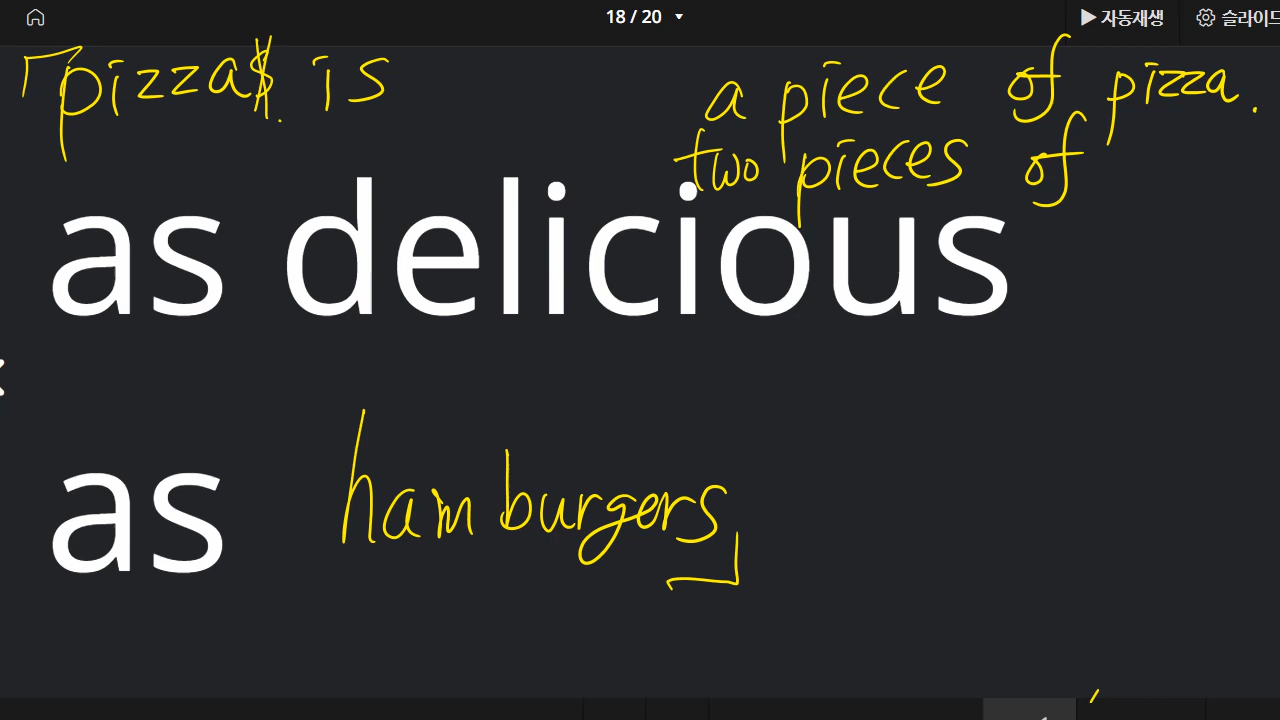 18 / 20
자동재생
슬라이드
pizza is
a piece of pizza.
two pieces of
as delicious
as hamburgers